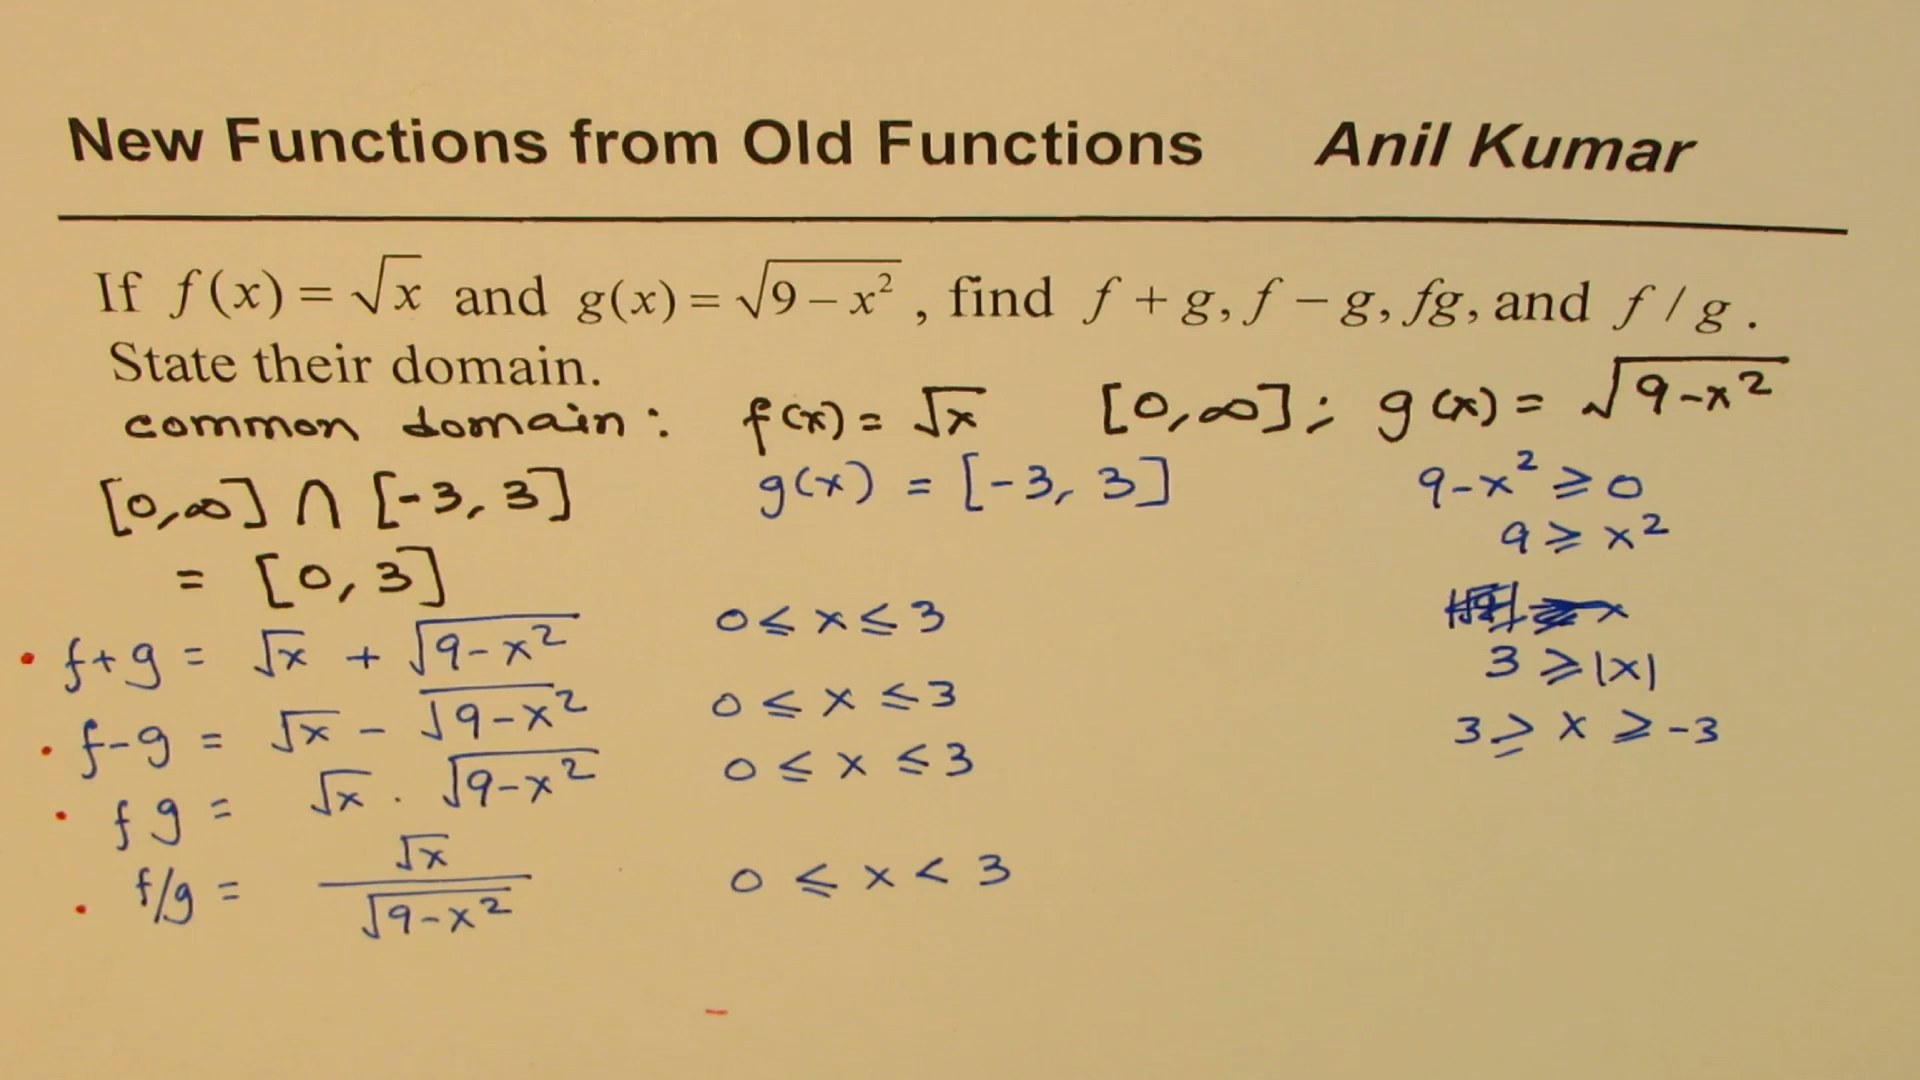 New Functions from Old Functions Anil Kumar
If f(x) = √x and g(x) = √(9 – x²) , find f + g, f – g, fg, and f / g .
State their domain.
common domain : f(x) = √x [0,∞] ; g(x) = √(9-x²)
[0,∞] ∩ [-3, 3] g(x) = [-3, 3] 9-x² ≥ 0
9 ≥ x²
= [0, 3]
f+g = √x + √(9-x²) 0 ≤ x ≤ 3
3 ≥ |x|
f-g = √x - √(9-x²) 0 ≤ x ≤ 3 3 ≥ x ≥ -3
fg = √x . √(9-x²) 0 ≤ x ≤ 3
f/g = √x / √(9-x²) 0 ≤ x < 3